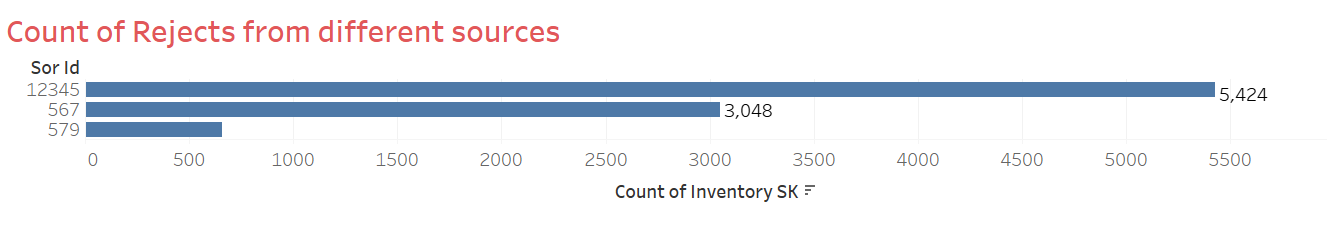 Count of Rejects from different sources
Sor Id
12345 5,424
567 3,048
579
0 500 1000 1500 2000 2500 3000 3500 4000 4500 5000 5500
Count of Inventory SK